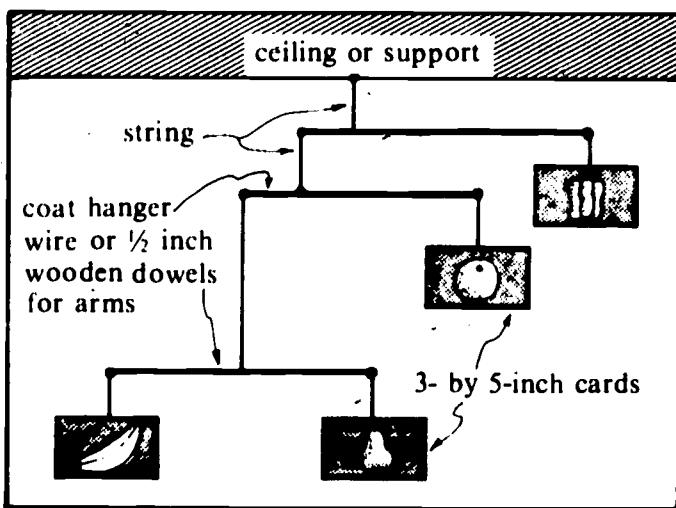 ceiling or support
string
coat hanger
wire or ½ inch
wooden dowels
for arms
3- by 5-inch cards